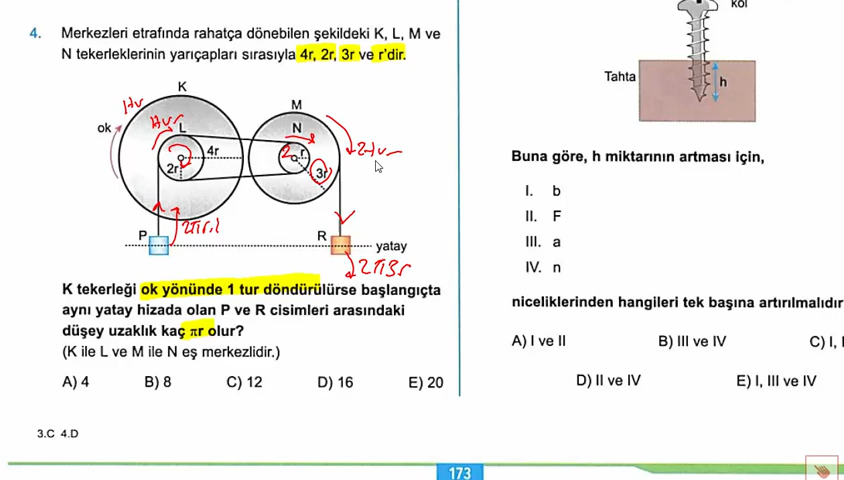 4. Merkezleri etrafında rahatça dönebilen şekildeki K, L, M ve
N tekerleklerinin yarıçapları sırasıyla 4r, 2r, 3r ve r'dir.
K
M
ok
L
N
4r
r
2r
3r
2πr.2
P
R
yatay
2π3r
K tekerleği ok yönünde 1 tur döndürülürse başlangıçta
aynı yatay hizada olan P ve R cisimleri arasındaki
düşey uzaklık kaç πr olur?
(K ile L ve M ile N eş merkezlidir.)
A) 4 B) 8 C) 12 D) 16 E) 20
3.C 4.D
kol
Tahta
h
Buna göre, h miktarının artması için,
I. b
II. F
III. a
IV. n
niceliklerinden hangileri tek başına artırılmalıdır
A) I ve II B) III ve IV C) I,
D) II ve IV E) I, III ve IV
173